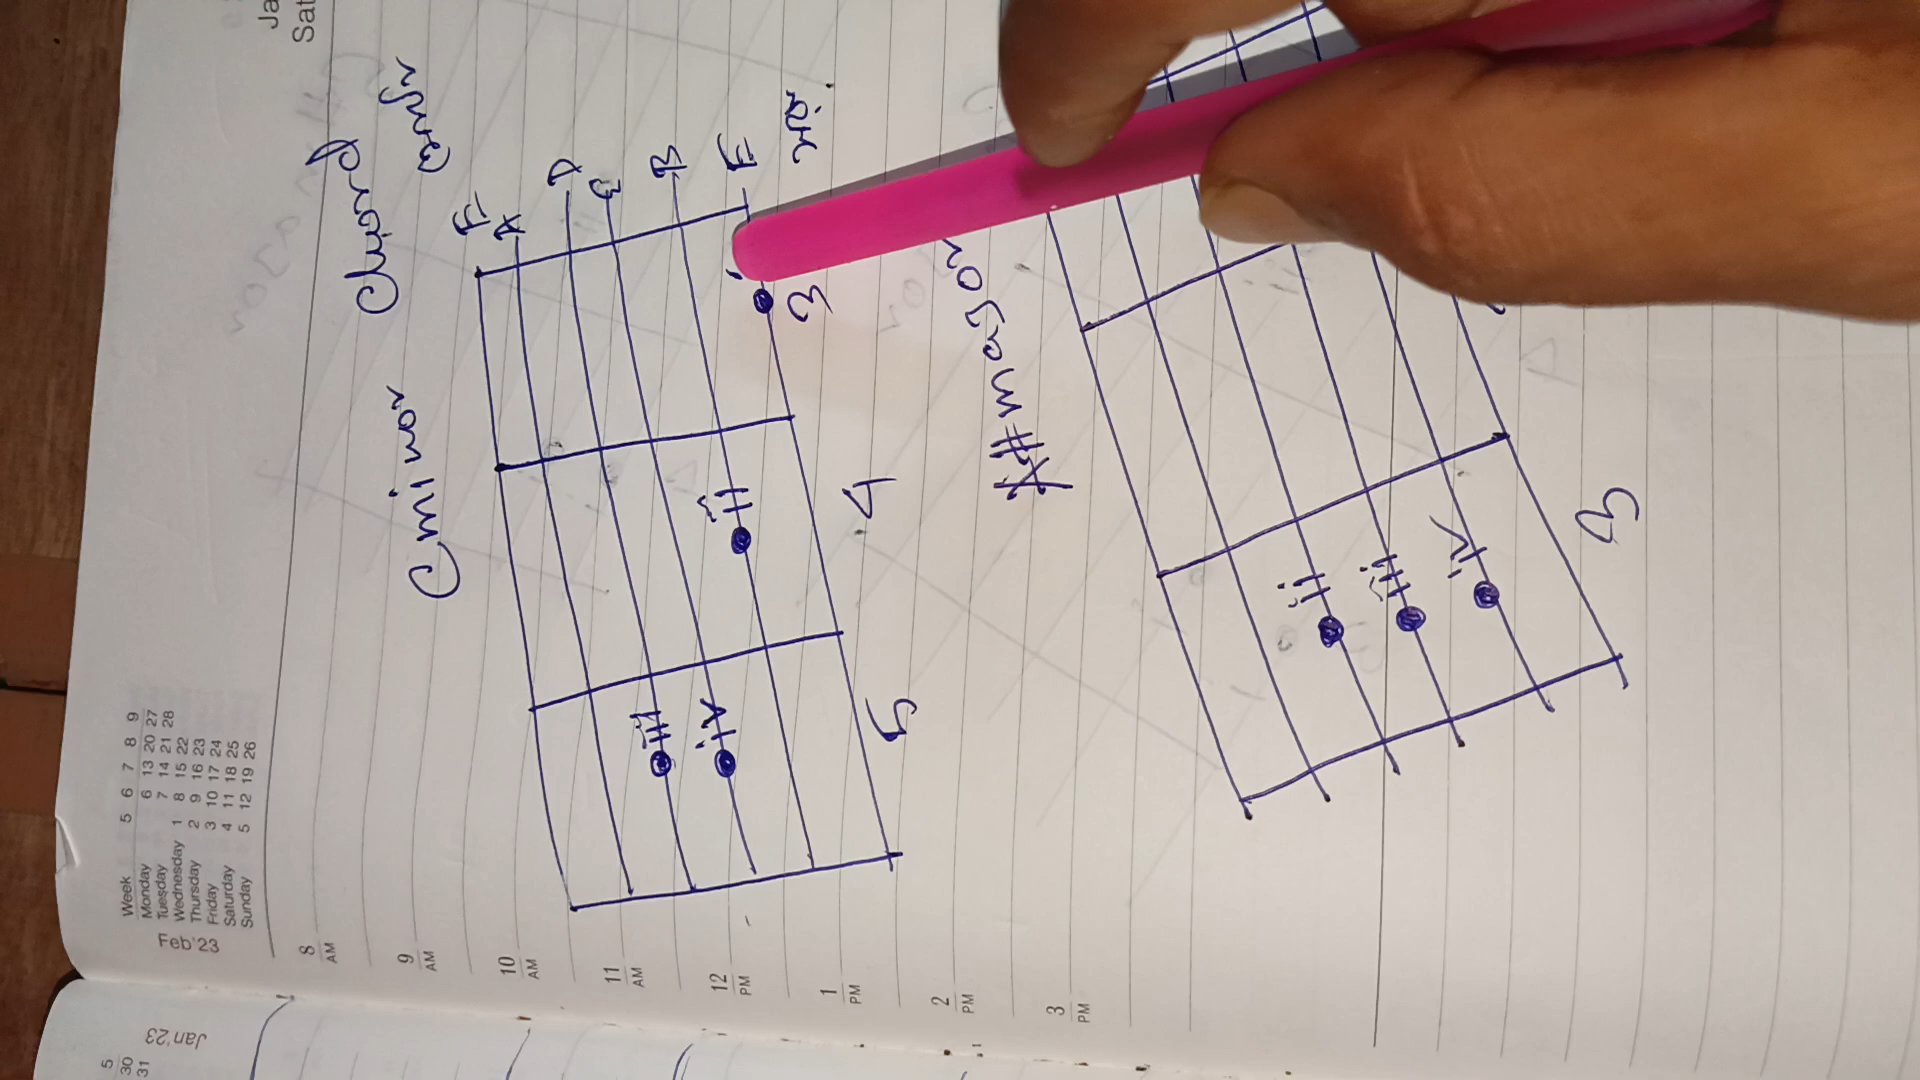 Chord
C minor
E
A
D
G
B
E
i
3
ii
4
iii
iv
5
A# major
ii
iii
iv
3
Feb'23
Week 5 6 7 8 9
Monday 6 13 20 27
Tuesday 7 14 21 28
Wednesday 1 8 15 22
Thursday 2 9 16 23
Friday 3 10 17 24
Saturday 4 11 18 25
Sunday 5 12 19 26
8 AM
9 AM
10 AM
11 AM
12 PM
1 PM
2 PM
3 PM
Jan'23
5
30
31
Ja
Sat